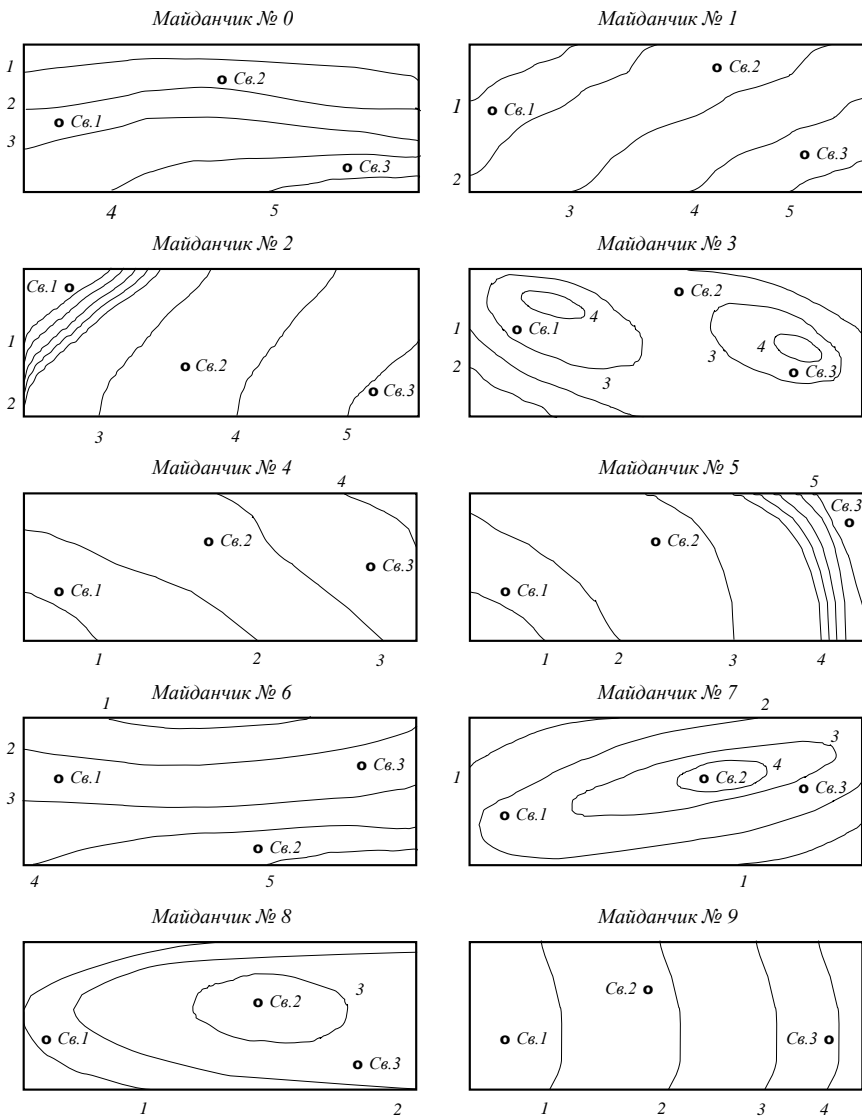 Майданчик № 0
1
2
3
4
5
Св.1
Св.2
Св.3
Майданчик № 1
1
2
3
4
5
Св.1
Св.2
Св.3
Майданчик № 2
Св.1
1
2
3
4
5
Св.2
Св.3
Майданчик № 3
1
2
Св.1
4
3
Св.2
3
4
Св.3
Майданчик № 4
4
Св.1
Св.2
Св.3
1
2
3
Майданчик № 5
5
Св.3
Св.2
Св.1
1
2
3
4
Майданчик № 6
1
2
3
Св.1
Св.3
Св.2
4
5
Майданчик № 7
2
1
3
4
Св.2
Св.3
Св.1
1
Майданчик № 8
3
Св.2
Св.1
Св.3
1
2
Майданчик № 9
Св.2
Св.1
Св.3
1
2
3
4